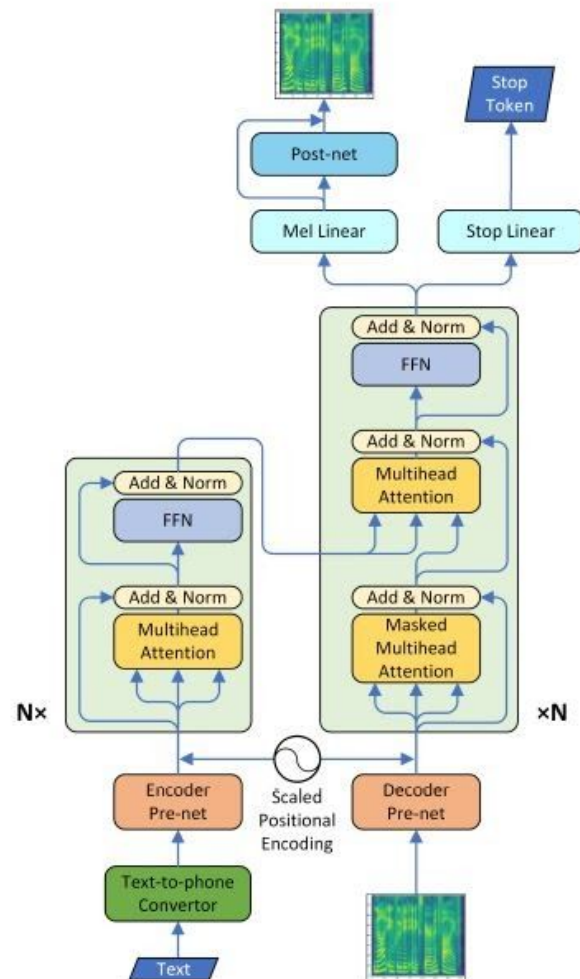 Stop
Token
Post-net
Mel Linear
Stop Linear
Add & Norm
FFN
Add & Norm
Multihead
Attention
Add & Norm
FFN
Add & Norm
Multihead
Attention
Add & Norm
Masked
Multihead
Attention
N×
×N
Encoder
Pre-net
Scaled
Positional
Encoding
Decoder
Pre-net
Text-to-phone
Convertor
Text